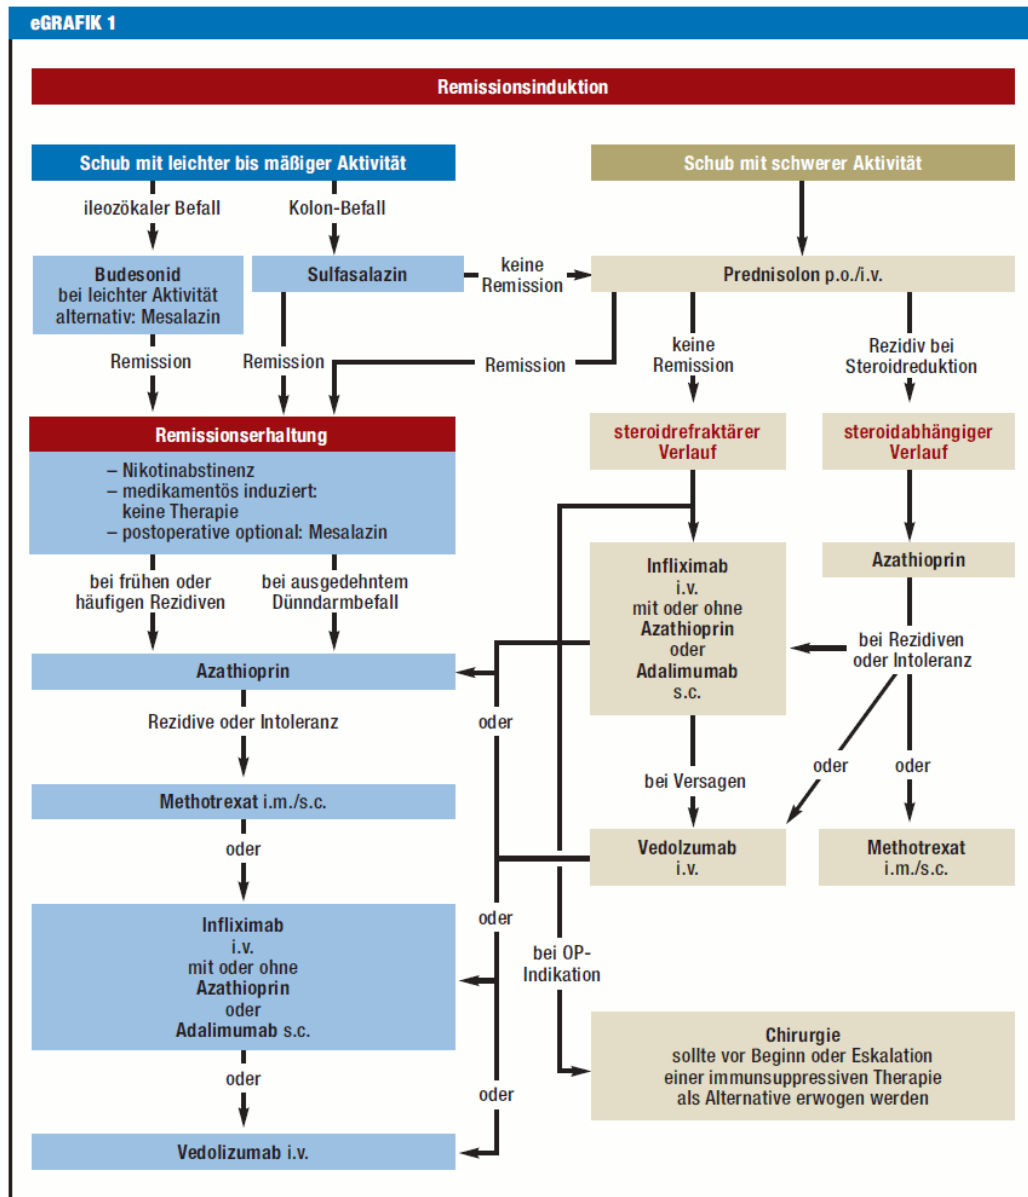 eGRAFIK 1
Remissionsinduktion
Schub mit leichter bis mäßiger Aktivität
Schub mit schwerer Aktivität
ileozökaler Befall
Kolon-Befall
Budesonid
bei leichter Aktivität
alternativ: Mesalazin
Sulfasalazin
keine
Remission
Prednisolon p.o./i.v.
Remission
Remission
Remission
keine
Remission
Rezidiv bei
Steroidreduktion
Remissionserhaltung
– Nikotinabstinenz
– medikamentös induziert:
keine Therapie
– postoperative optional: Mesalazin
steroidrefraktärer
Verlauf
steroidabhängiger
Verlauf
bei frühen oder
häufigen Rezidiven
bei ausgedehntem
Dünndarmbefall
Infliximab
i.v.
mit oder ohne
Azathioprin
oder
Adalimumab
s.c.
Azathioprin
bei Rezidiven
oder Intoleranz
Azathioprin
Rezidive oder Intoleranz
oder
bei Versagen
oder
oder
Methotrexat i.m./s.c.
oder
Vedolzumab
i.v.
Methotrexat
i.m./s.c.
Infliximab
i.v.
mit oder ohne
Azathioprin
oder
Adalimumab s.c.
oder
bei OP-
Indikation
oder
oder
Chirurgie
sollte vor Beginn oder Eskalation
einer immunsuppressiven Therapie
als Alternative erwogen werden
Vedolizumab i.v.